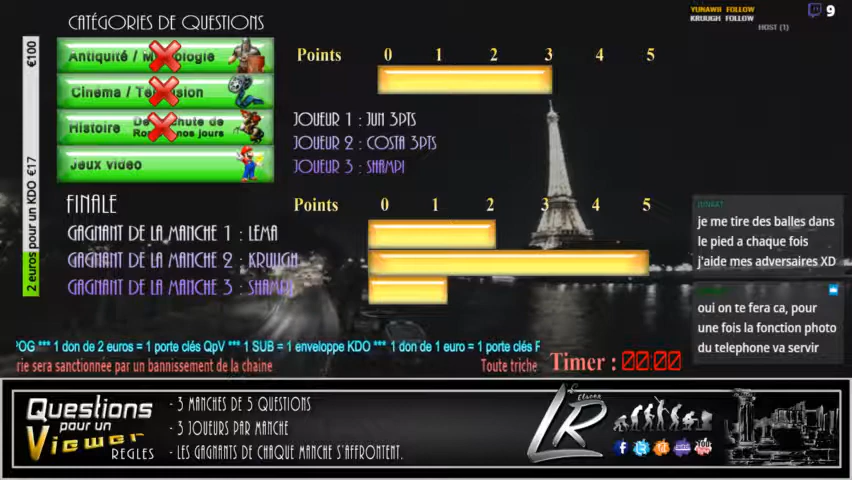 CATÉGORIES DE QUESTIONS
YUNAWII FOLLOW
KRUUGH FOLLOW
HOST (1)
9
€100
2 euros pour un KDO €17
Antiquité /
Cinéma /
Histoire
Jeux vidéo
Points 0 1 2 3 4 5
JOUEUR 1 : JUN 3PTS
JOUEUR 2 : COSTA 3PTS
JOUEUR 3 : SHAMPI
FINALE
Points 0 1 2 3 4 5
GAGNANT DE LA MANCHE 1 : LEMA
GAGNANT DE LA MANCHE 2 : KRUUGH
GAGNANT DE LA MANCHE 3 : SHAMPI
je me tire des balles dans
le pied a chaque fois
j'aide mes adversaires XD
oui on te fera ca, pour
une fois la fonction photo
du telephone va servir
OG *** 1 don de 2 euros = 1 porte clés QpV *** 1 SUB = 1 enveloppe KDO *** 1 don de 1 euro = 1 porte clés F
rie sera sanctionnée par un bannissement de la chaine
Toute triche
Timer : 00:00
Questions
pour un
Viewer
REGLES
- 3 MANCHES DE 5 QUESTIONS
- 3 JOUEURS PAR MANCHE
- LES GAGNANTS DE CHAQUE MANCHE S'AFFRONTENT.
LR